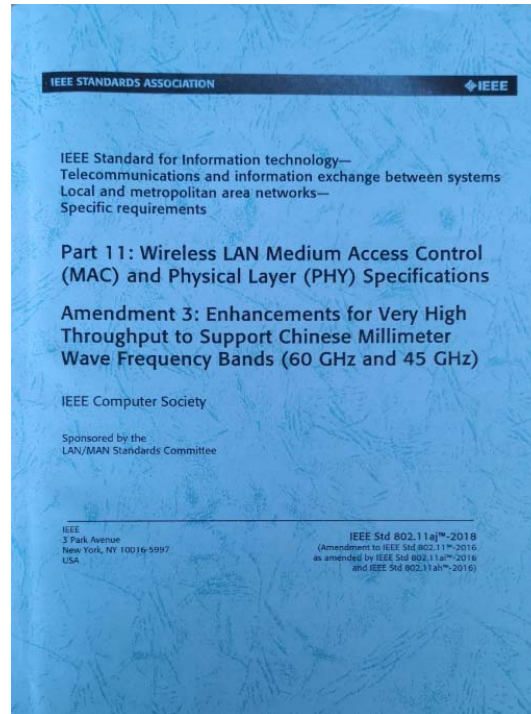 IEEE STANDARDS ASSOCIATION
IEEE
IEEE Standard for Information technology—
Telecommunications and information exchange between systems
Local and metropolitan area networks—
Specific requirements
Part 11: Wireless LAN Medium Access Control
(MAC) and Physical Layer (PHY) Specifications
Amendment 3: Enhancements for Very High
Throughput to Support Chinese Millimeter
Wave Frequency Bands (60 GHz and 45 GHz)
IEEE Computer Society
Sponsored by the
LAN/MAN Standards Committee
IEEE
3 Park Avenue
New York, NY 10016-5997
USA
IEEE Std 802.11aj™-2018
(Amendment to IEEE Std 802.11™-2016
as amended by IEEE Std 802.11ai™-2016
and IEEE Std 802.11ah™-2016)